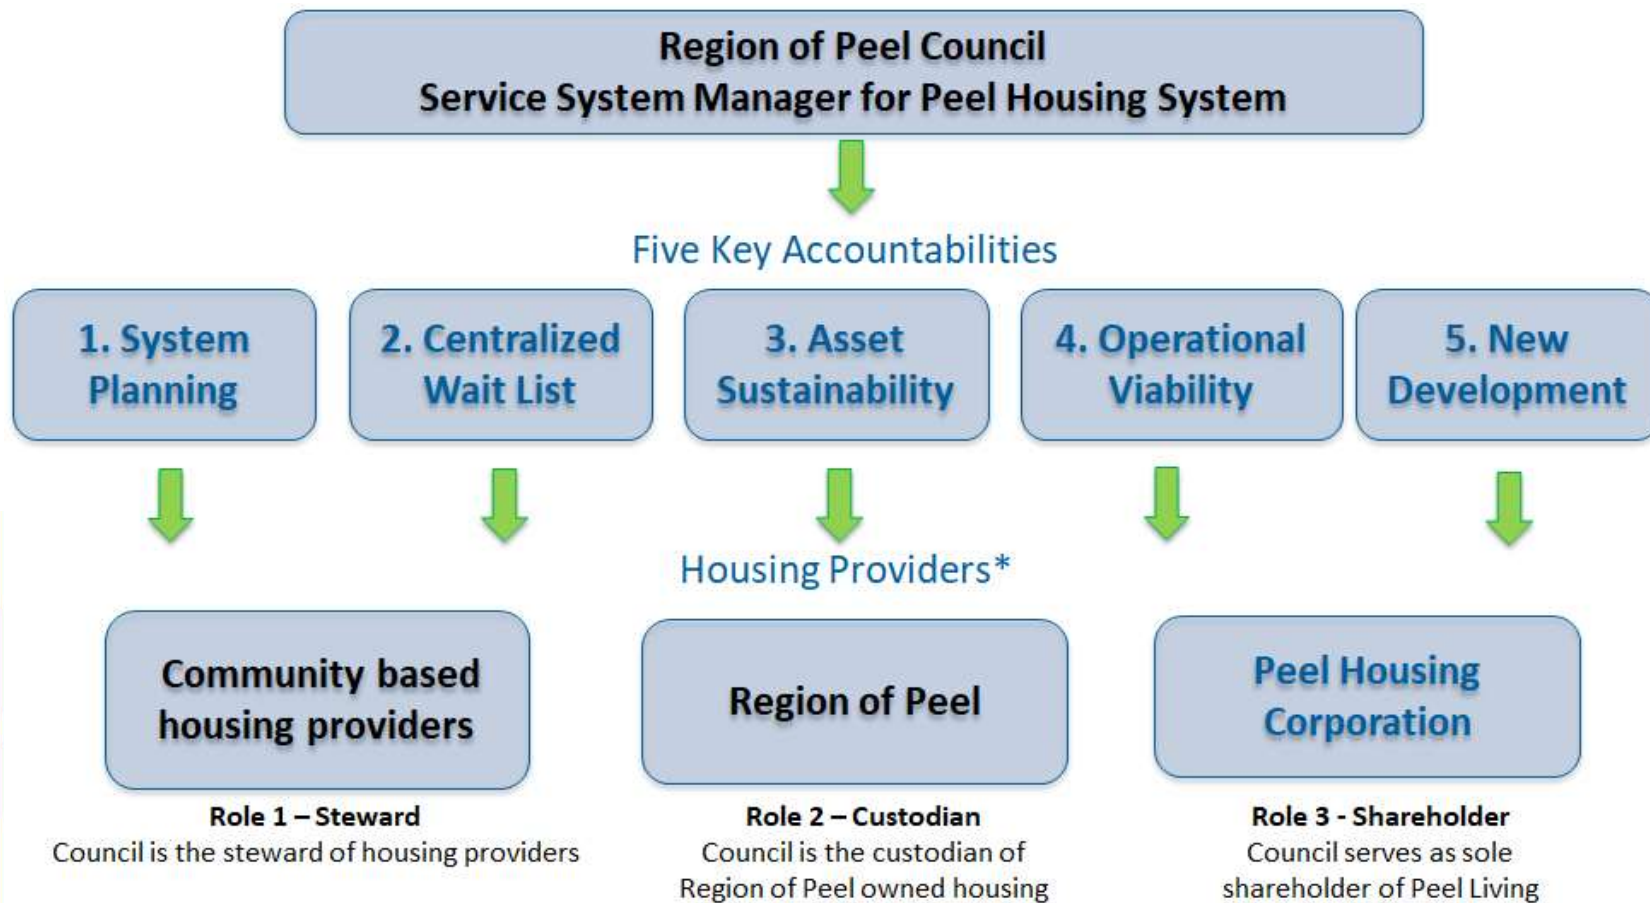 Region of Peel Council
Service System Manager for Peel Housing System
Five Key Accountabilities
1. System
Planning
2. Centralized
Wait List
3. Asset
Sustainability
4. Operational
Viability
5. New
Development
Housing Providers*
Community based
housing providers
Region of Peel
Peel Housing
Corporation
Role 1 – Steward
Council is the steward of housing providers
Role 2 – Custodian
Council is the custodian of
Region of Peel owned housing
Role 3 - Shareholder
Council serves as sole
shareholder of Peel Living